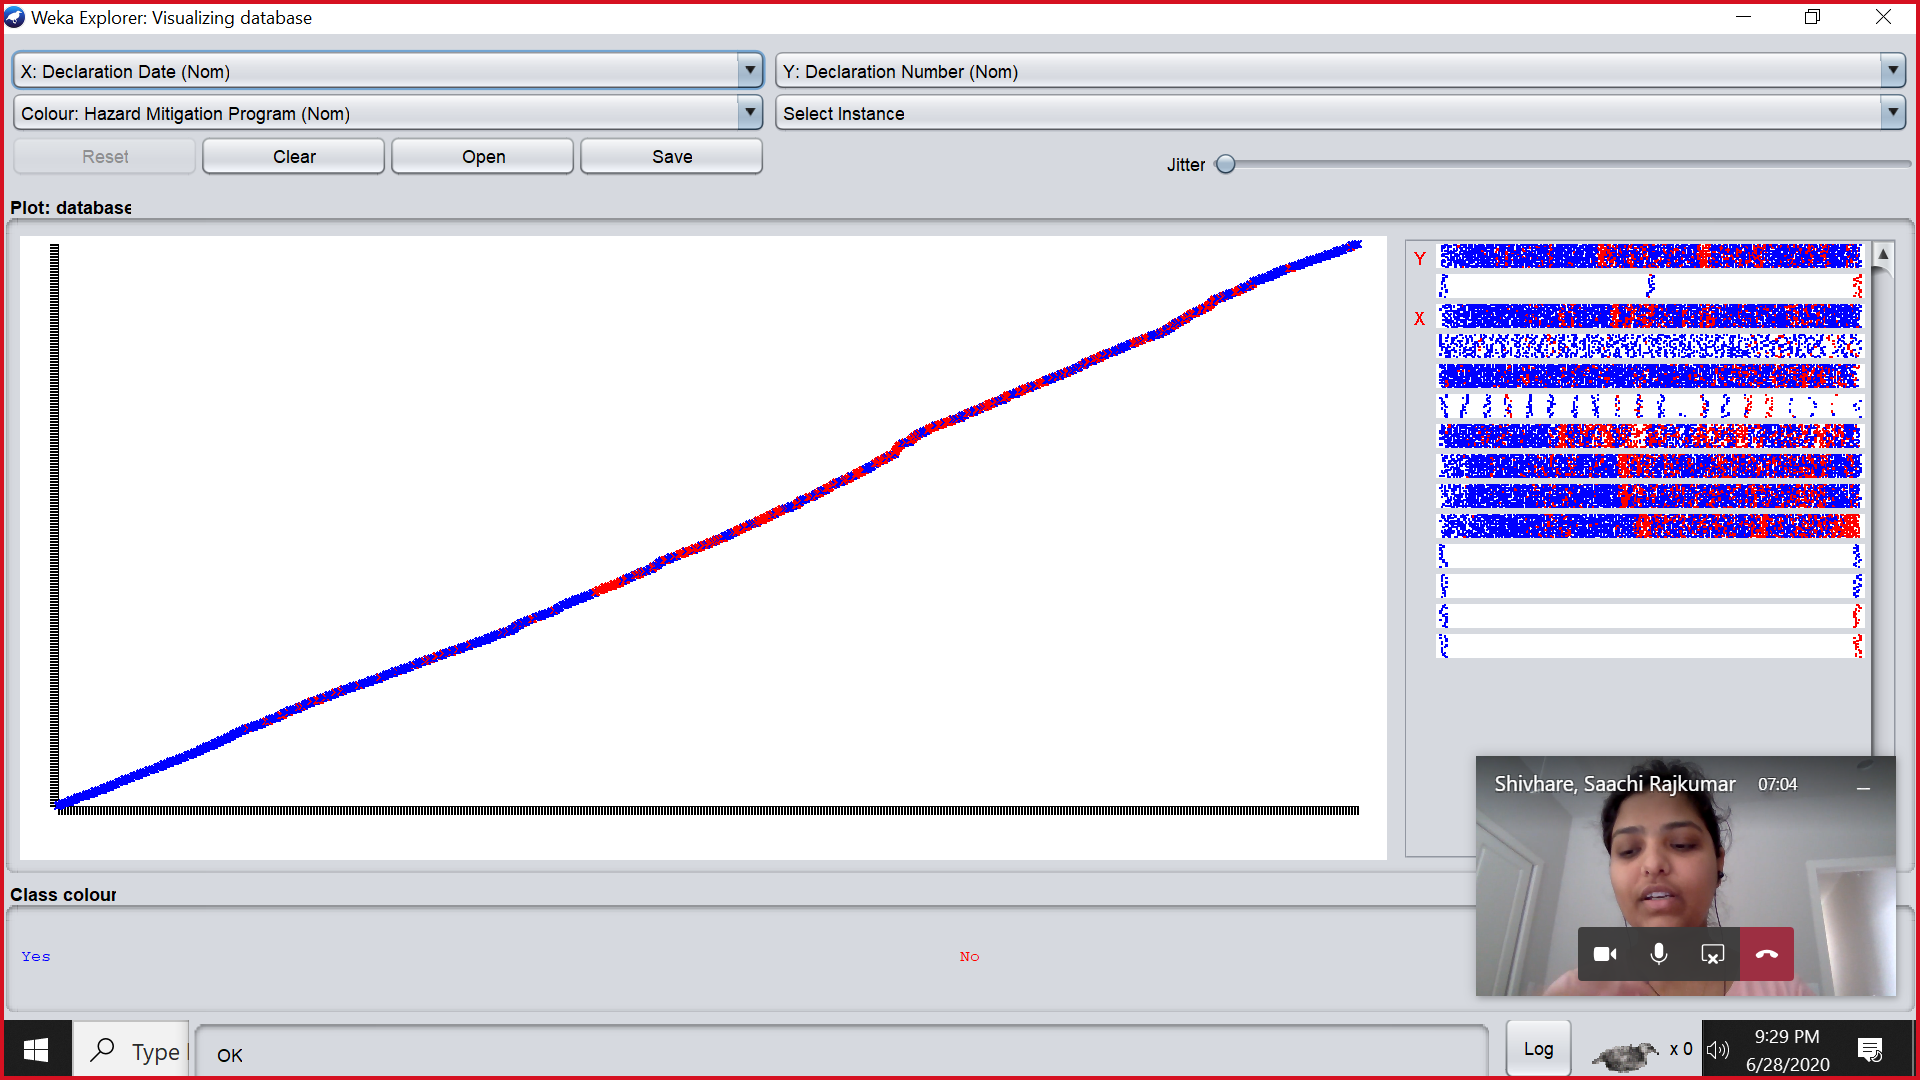 Weka Explorer: Visualizing database
X: Declaration Date (Nom)
Y: Declaration Number (Nom)
Colour: Hazard Mitigation Program (Nom)
Select Instance
Reset
Clear
Open
Save
Jitter
Plot: database
Y
X
Shivhare, Saachi Rajkumar 07:04
Class colour
Yes
No
Type
OK
Log
x 0
9:29 PM
6/28/2020